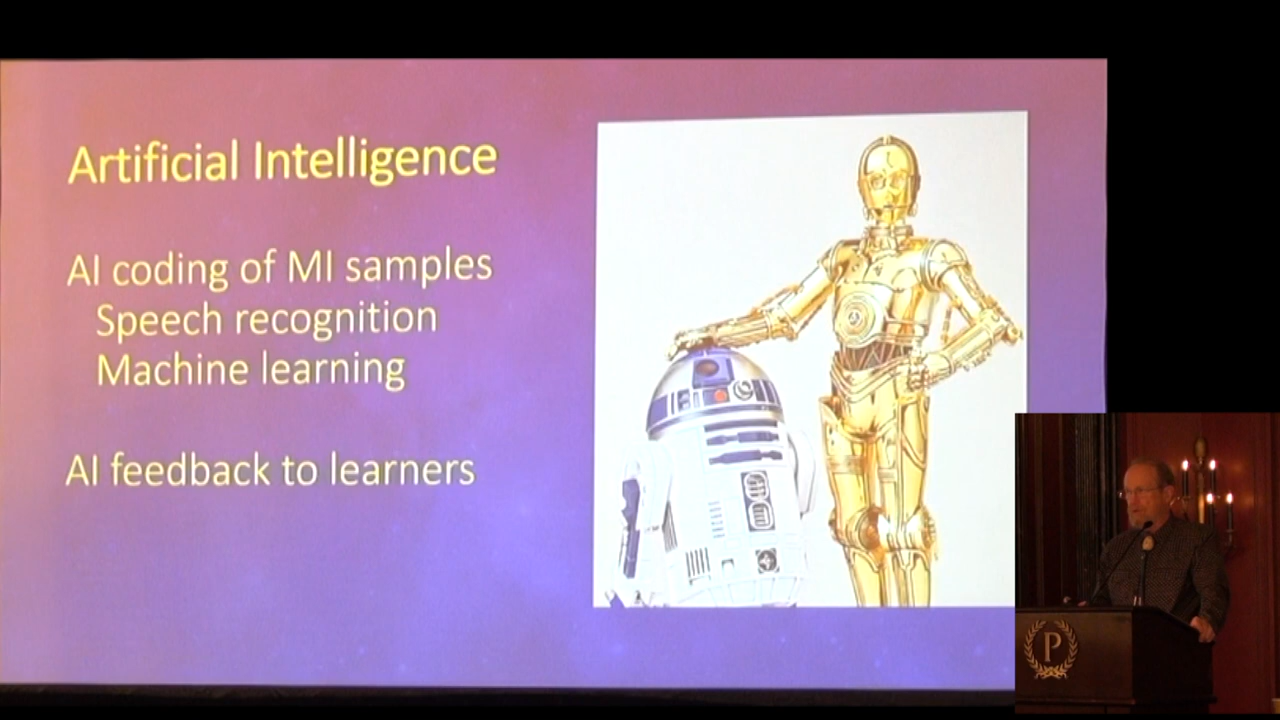 Artificial Intelligence
AI coding of MI samples
Speech recognition
Machine learning
AI feedback to learners
P